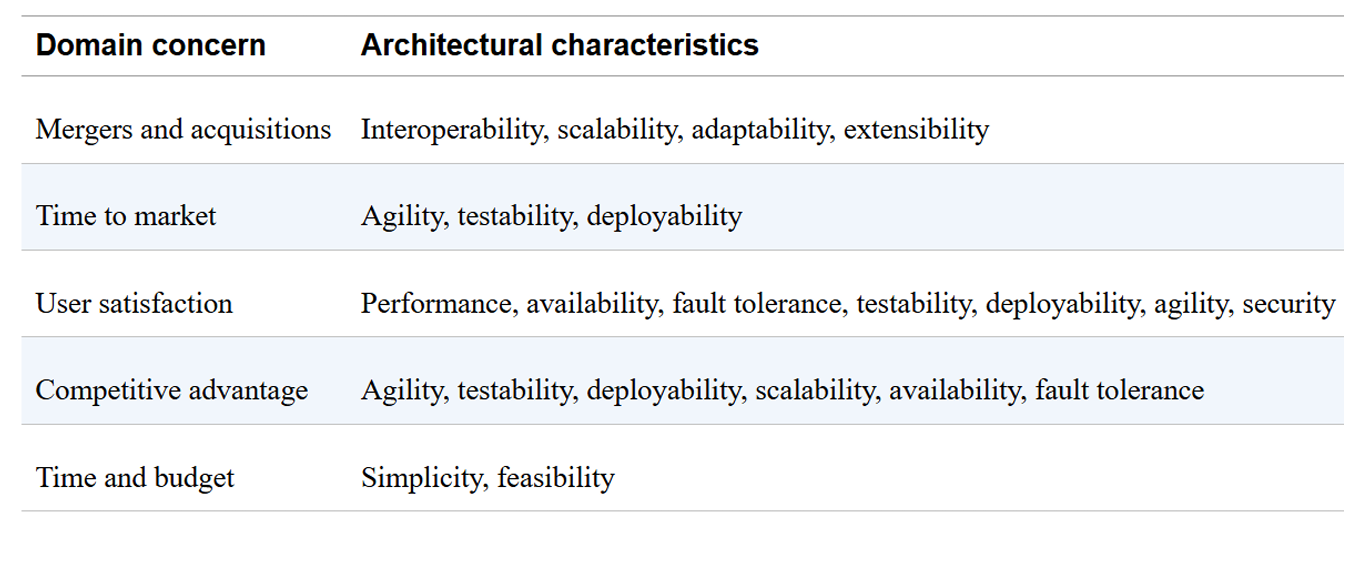 Domain concern Architectural characteristics
Mergers and acquisitions Interoperability, scalability, adaptability, extensibility
Time to market Agility, testability, deployability
User satisfaction Performance, availability, fault tolerance, testability, deployability, agility, security
Competitive advantage Agility, testability, deployability, scalability, availability, fault tolerance
Time and budget Simplicity, feasibility